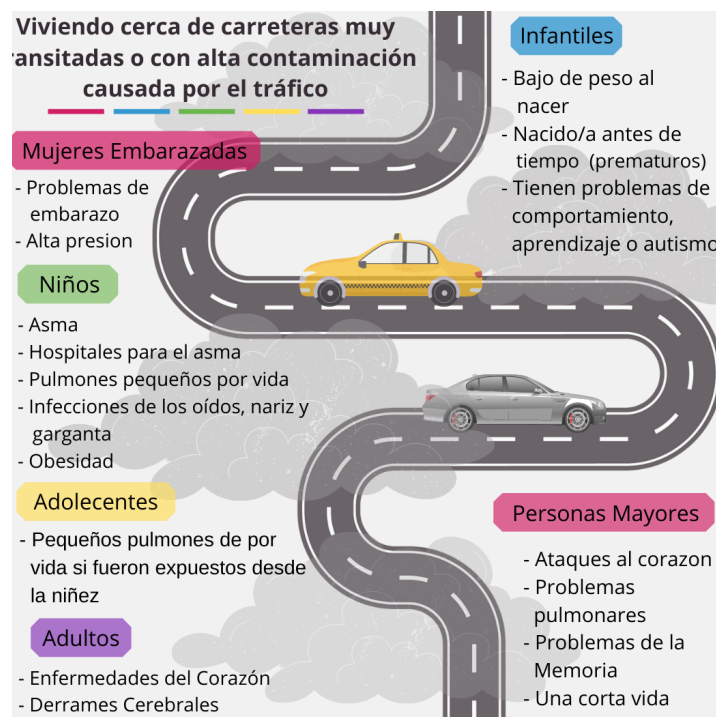 Viviendo cerca de carreteras muy
ransitadas o con alta contaminación
causada por el tráfico
Mujeres Embarazadas
- Problemas de
embarazo
- Alta presion
Niños
- Asma
- Hospitales para el asma
- Pulmones pequeños por vida
- Infecciones de los oídos, nariz y
garganta
- Obesidad
Adolecentes
- Pequeños pulmones de por
vida si fueron expuestos desde
la niñez
Adultos
- Enfermedades del Corazón
- Derrames Cerebrales
Infantiles
- Bajo de peso al
nacer
- Nacido/a antes de
tiempo (prematuros)
- Tienen problemas de
comportamiento,
aprendizaje o autismo
Personas Mayores
- Ataques al corazon
- Problemas
pulmonares
- Problemas de la
Memoria
- Una corta vida